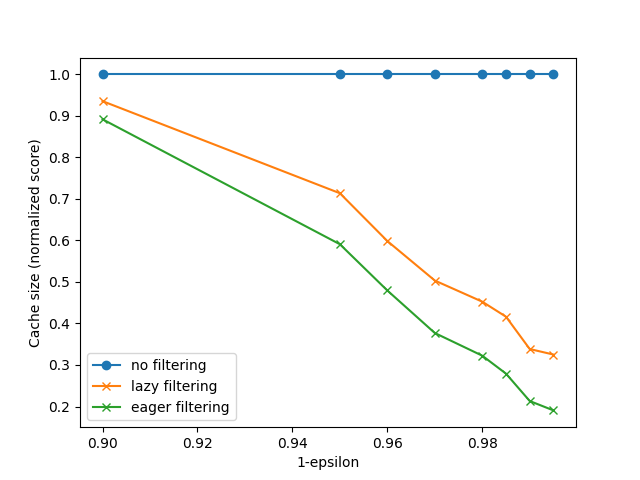 1.0
0.9
0.8
0.7
0.6
0.5
0.4
0.3
0.2
Cache size (normalized score)
no filtering
lazy filtering
eager filtering
0.90 0.92 0.94 0.96 0.98
1-epsilon